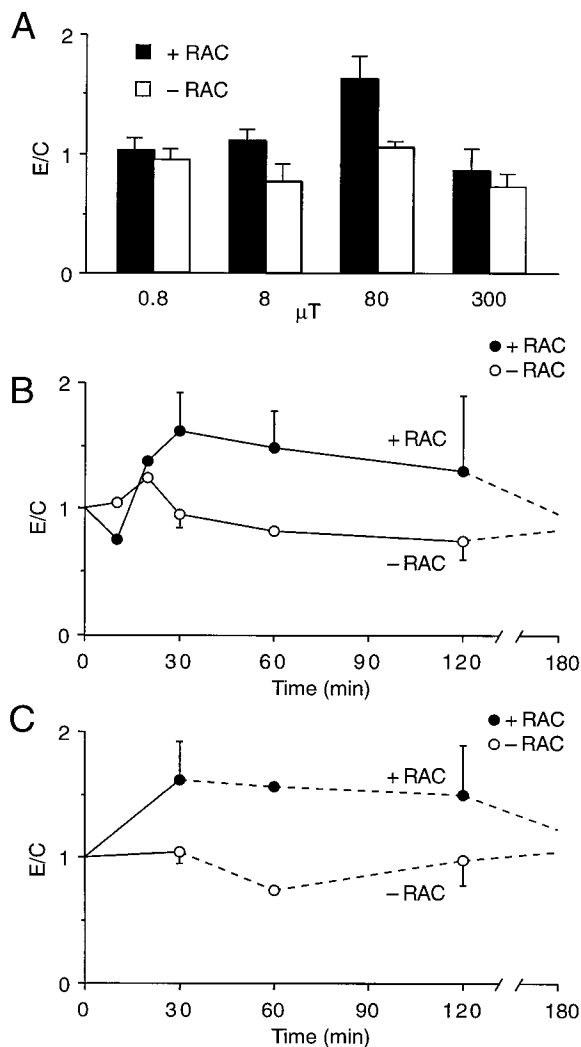 A
2
+ RAC
– RAC
E/C
1
0
0.8 8 80 300
μT
● + RAC
○ – RAC
B
2
+ RAC
E/C
1
– RAC
0
0 30 60 90 120 180
Time (min)
C
● + RAC
○ – RAC
2
+ RAC
E/C
1
– RAC
0
0 30 60 90 120 180
Time (min)